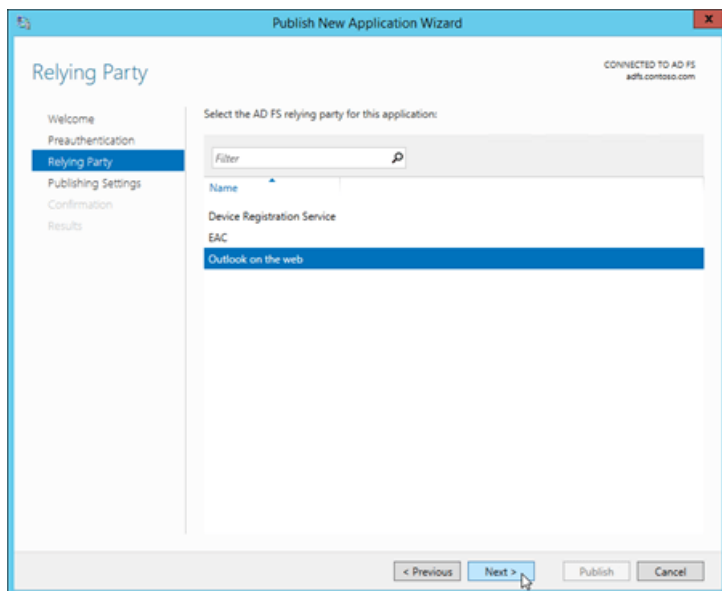 Publish New Application Wizard
x
Relying Party
CONNECTED TO AD FS
adfs.contoso.com
Welcome
Preauthentication
Relying Party
Publishing Settings
Confirmation
Results
Select the AD FS relying party for this application:
Filter
Name
Device Registration Service
EAC
Outlook on the web
< Previous
Next >
Publish
Cancel